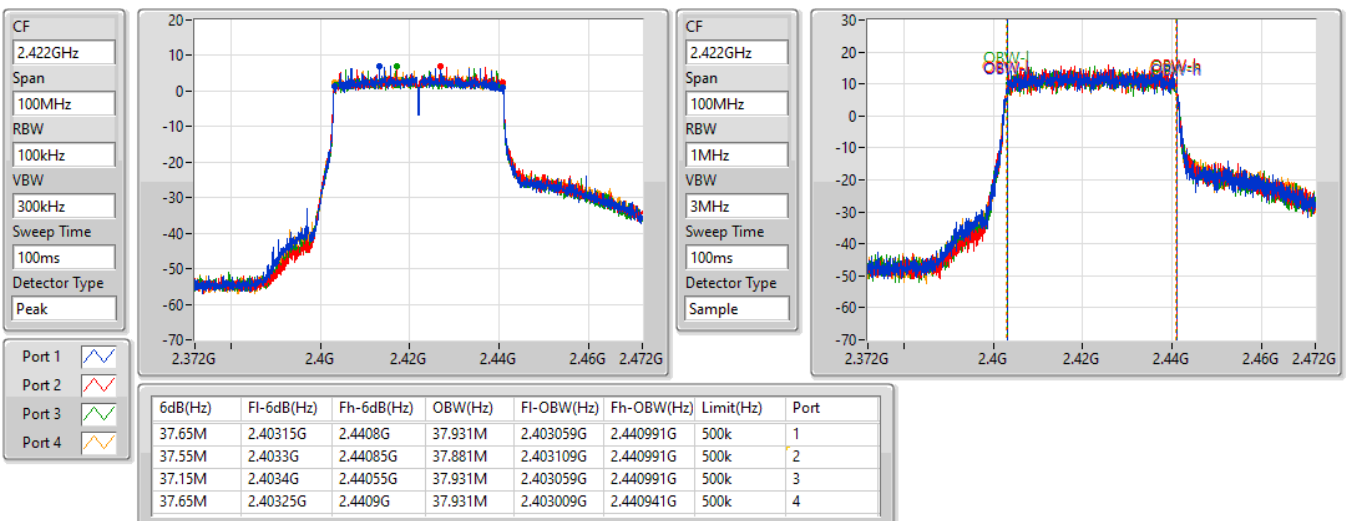 CF
2.422GHz
Span
100MHz
RBW
100kHz
VBW
300kHz
Sweep Time
100ms
Detector Type
Peak
20
10
0
-10
-20
-30
-40
-50
-60
-70
2.372G 2.4G 2.42G 2.44G 2.46G 2.472G
CF
2.422GHz
Span
100MHz
RBW
1MHz
VBW
3MHz
Sweep Time
100ms
Detector Type
Sample
30
20
10
0
-10
-20
-30
-40
-50
-60
-70
OBW-l OBW-h
2.372G 2.4G 2.42G 2.44G 2.46G 2.472G
Port 1
Port 2
Port 3
Port 4
6dB(Hz) Fl-6dB(Hz) Fh-6dB(Hz) OBW(Hz) Fl-OBW(Hz) Fh-OBW(Hz) Limit(Hz) Port
37.65M 2.40315G 2.4408G 37.931M 2.403059G 2.440991G 500k 1
37.55M 2.4033G 2.44085G 37.881M 2.403109G 2.440991G 500k 2
37.15M 2.4034G 2.44055G 37.931M 2.403059G 2.440991G 500k 3
37.65M 2.40325G 2.4409G 37.931M 2.403009G 2.440941G 500k 4